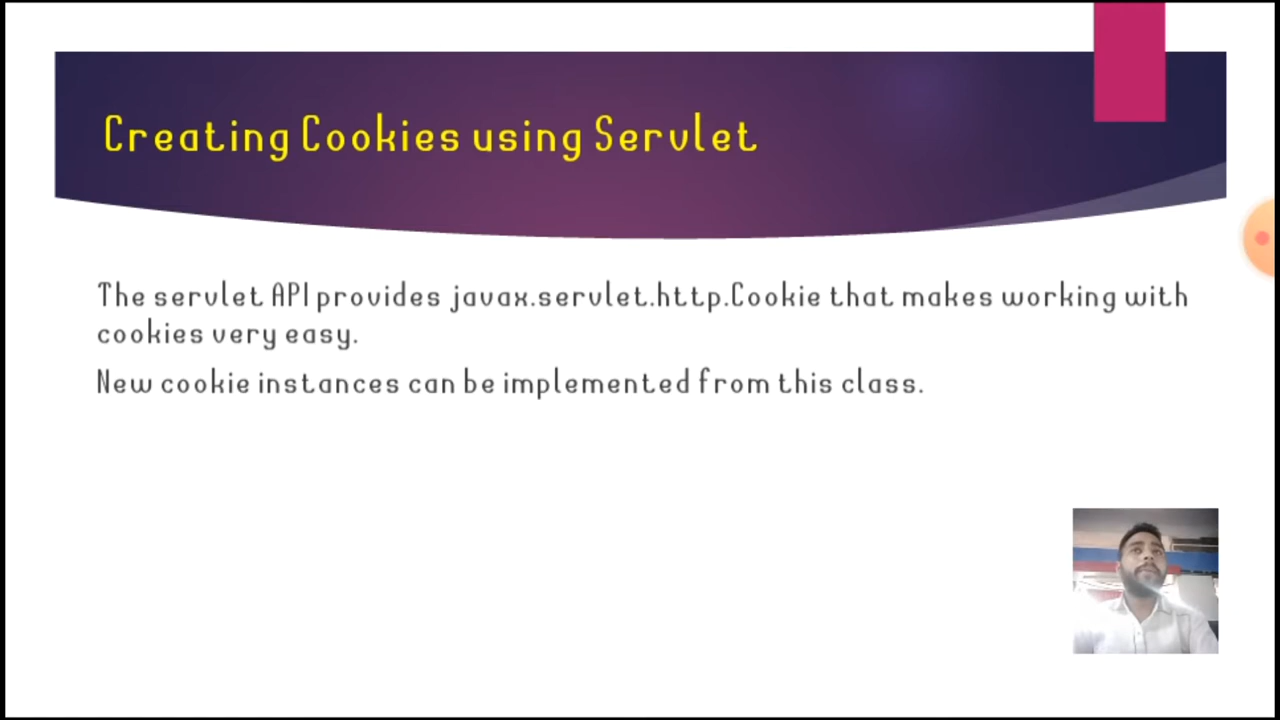 Creating Cookies using Servlet
The servlet API provides javax.servlet.http.Cookie that makes working with
cookies very easy.
New cookie instances can be implemented from this class.